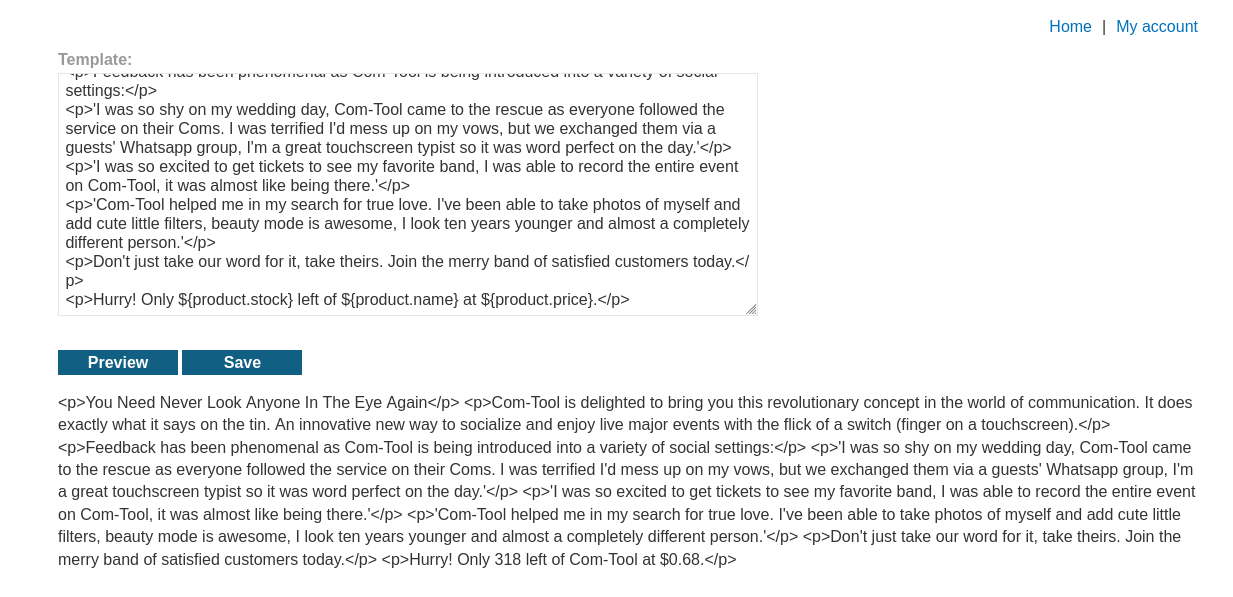 Home | My account
Template:
<p>Feedback has been phenomenal as Com-Tool is being introduced into a variety of social
settings:</p>
<p>'I was so shy on my wedding day, Com-Tool came to the rescue as everyone followed the
service on their Coms. I was terrified I'd mess up on my vows, but we exchanged them via a
guests' Whatsapp group, I'm a great touchscreen typist so it was word perfect on the day.'</p>
<p>'I was so excited to get tickets to see my favorite band, I was able to record the entire event
on Com-Tool, it was almost like being there.'</p>
<p>'Com-Tool helped me in my search for true love. I've been able to take photos of myself and
add cute little filters, beauty mode is awesome, I look ten years younger and almost a completely
different person.'</p>
<p>Don't just take our word for it, take theirs. Join the merry band of satisfied customers today.</
p>
<p>Hurry! Only ${product.stock} left of ${product.name} at ${product.price}.</p>
Preview Save
<p>You Need Never Look Anyone In The Eye Again</p> <p>Com-Tool is delighted to bring you this revolutionary concept in the world of communication. It does
exactly what it says on the tin. An innovative new way to socialize and enjoy live major events with the flick of a switch (finger on a touchscreen).</p>
<p>Feedback has been phenomenal as Com-Tool is being introduced into a variety of social settings:</p> <p>'I was so shy on my wedding day, Com-Tool came
to the rescue as everyone followed the service on their Coms. I was terrified I'd mess up on my vows, but we exchanged them via a guests' Whatsapp group, I'm
a great touchscreen typist so it was word perfect on the day.'</p> <p>'I was so excited to get tickets to see my favorite band, I was able to record the entire event
on Com-Tool, it was almost like being there.'</p> <p>'Com-Tool helped me in my search for true love. I've been able to take photos of myself and add cute little
filters, beauty mode is awesome, I look ten years younger and almost a completely different person.'</p> <p>Don't just take our word for it, take theirs. Join the
merry band of satisfied customers today.</p> <p>Hurry! Only 318 left of Com-Tool at $0.68.</p>